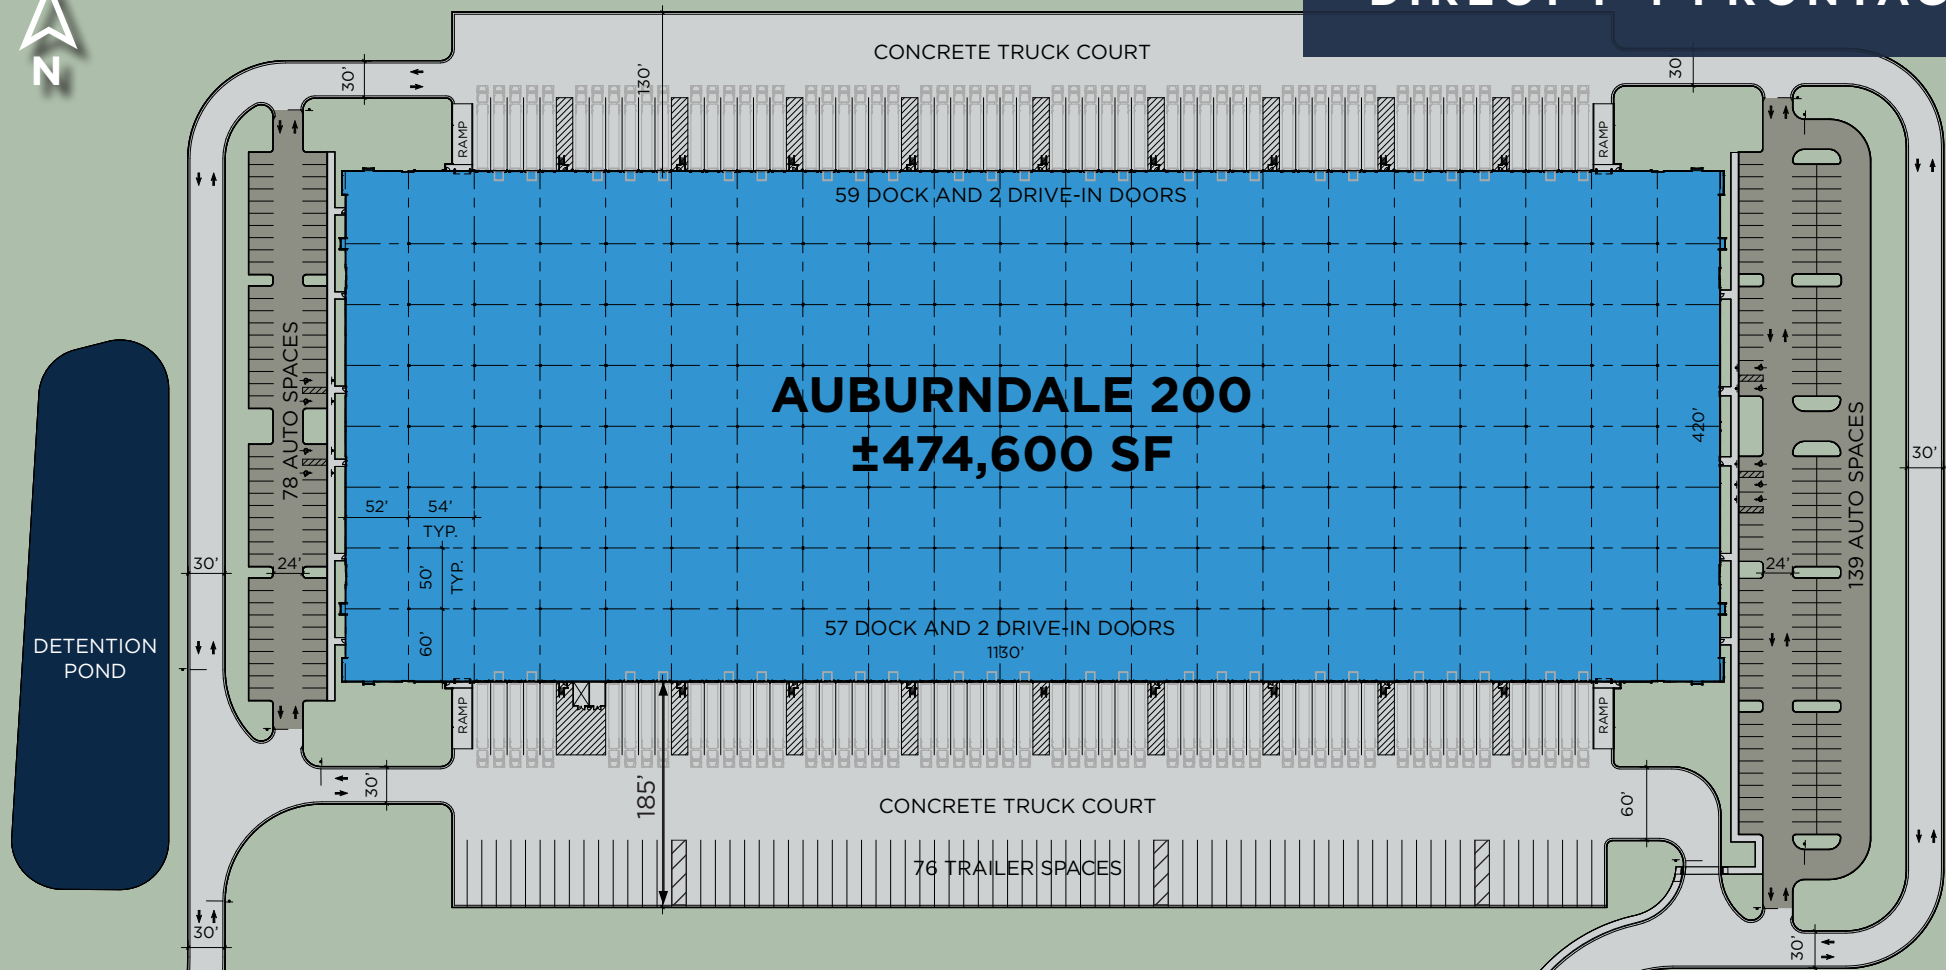 N
CONCRETE TRUCK COURT
30'
130'
30'
RAMP
RAMP
59 DOCK AND 2 DRIVE-IN DOORS
AUBURNDALE 200
±474,600 SF
78 AUTO SPACES
139 AUTO SPACES
420'
30'
52'
54'
TYP.
50'
TYP.
60'
30'
24'
24'
57 DOCK AND 2 DRIVE-IN DOORS
1130'
DETENTION
POND
RAMP
RAMP
30'
185'
CONCRETE TRUCK COURT
60'
76 TRAILER SPACES
30'
30'